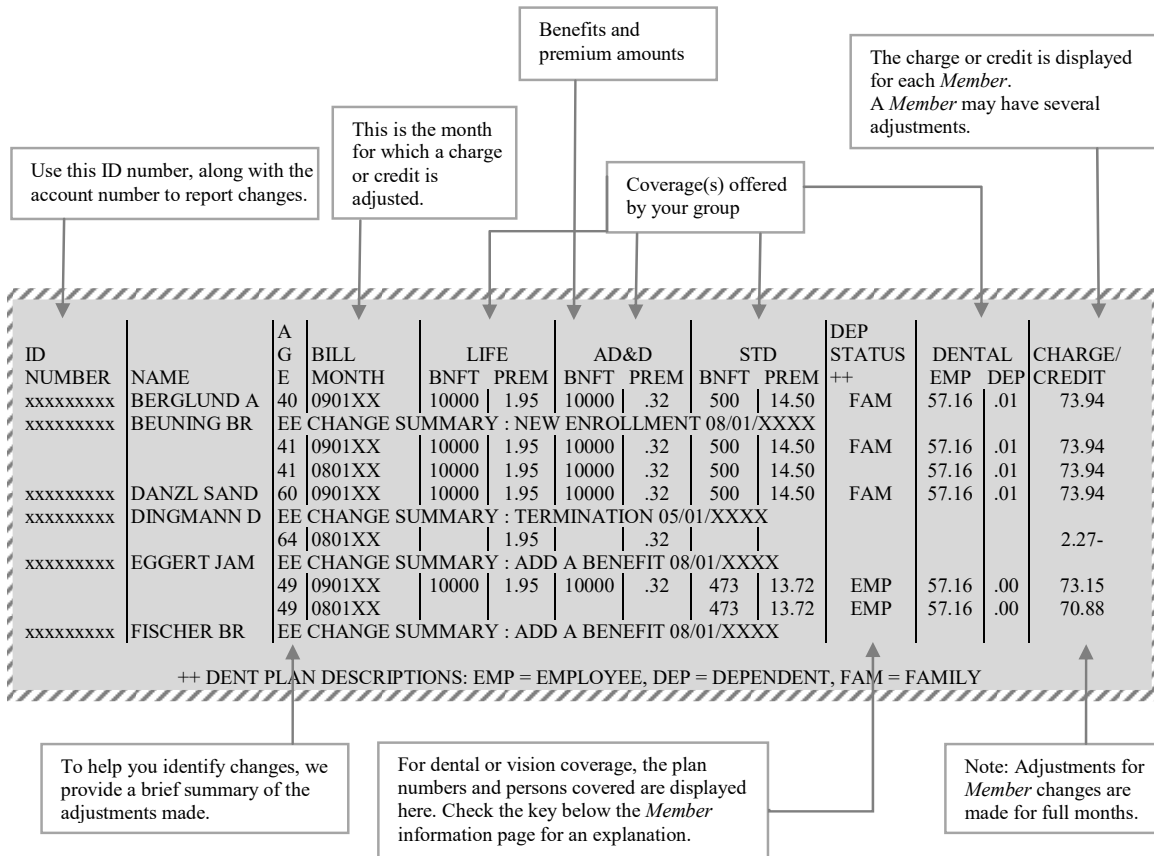 Benefits and
premium amounts
The charge or credit is displayed
for each Member.
A Member may have several
adjustments.
This is the month
for which a charge
or credit is
adjusted.
Use this ID number, along with the
account number to report changes.
Coverage(s) offered
by your group
A DEP
ID G BILL LIFE AD&D STD STATUS DENTAL CHARGE/
NUMBER NAME E MONTH BNFT PREM BNFT PREM BNFT PREM ++ EMP DEP CREDIT
xxxxxxxxx BERGLUND A 40 0901XX 10000 1.95 10000 .32 500 14.50 FAM 57.16 .01 73.94
xxxxxxxxx BEUNING BR EE CHANGE SUMMARY : NEW ENROLLMENT 08/01/XXXX
41 0901XX 10000 1.95 10000 .32 500 14.50 FAM 57.16 .01 73.94
41 0801XX 10000 1.95 10000 .32 500 14.50 57.16 .01 73.94
xxxxxxxxx DANZL SAND 60 0901XX 10000 1.95 10000 .32 500 14.50 FAM 57.16 .01 73.94
xxxxxxxxx DINGMANN D EE CHANGE SUMMARY : TERMINATION 05/01/XXXX
64 0801XX 1.95 .32 2.27-
xxxxxxxxx EGGERT JAM EE CHANGE SUMMARY : ADD A BENEFIT 08/01/XXXX
49 0901XX 10000 1.95 10000 .32 473 13.72 EMP 57.16 .00 73.15
49 0801XX 473 13.72 EMP 57.16 .00 70.88
xxxxxxxxx FISCHER BR EE CHANGE SUMMARY : ADD A BENEFIT 08/01/XXXX
++ DENT PLAN DESCRIPTIONS: EMP = EMPLOYEE, DEP = DEPENDENT, FAM = FAMILY
To help you identify changes, we
provide a brief summary of the
adjustments made.
For dental or vision coverage, the plan
numbers and persons covered are displayed
here. Check the key below the Member
information page for an explanation.
Note: Adjustments for
Member changes are
made for full months.